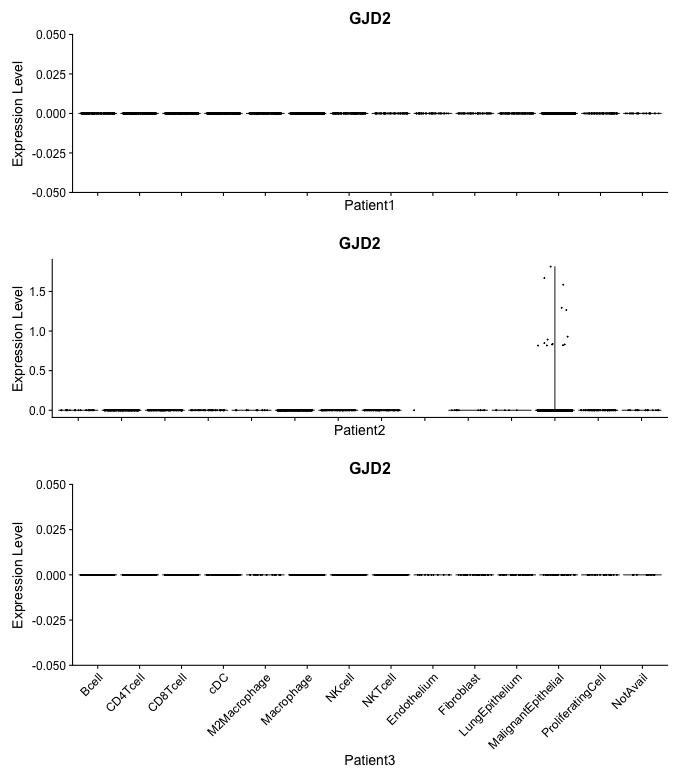 GJD2
0.050
0.025
0.000
-0.025
-0.050
Expression Level
Patient1
GJD2
1.5
1.0
0.5
0.0
Expression Level
Patient2
GJD2
0.050
0.025
0.000
-0.025
-0.050
Expression Level
Bcell
CD4Tcell
CD8Tcell
cDC
M2Macrophage
Macrophage
NKcell
NKTcell
Endothelium
Fibroblast
LungEpithelium
MalignantEpithelial
ProliferatingCell
NotAvail
Patient3